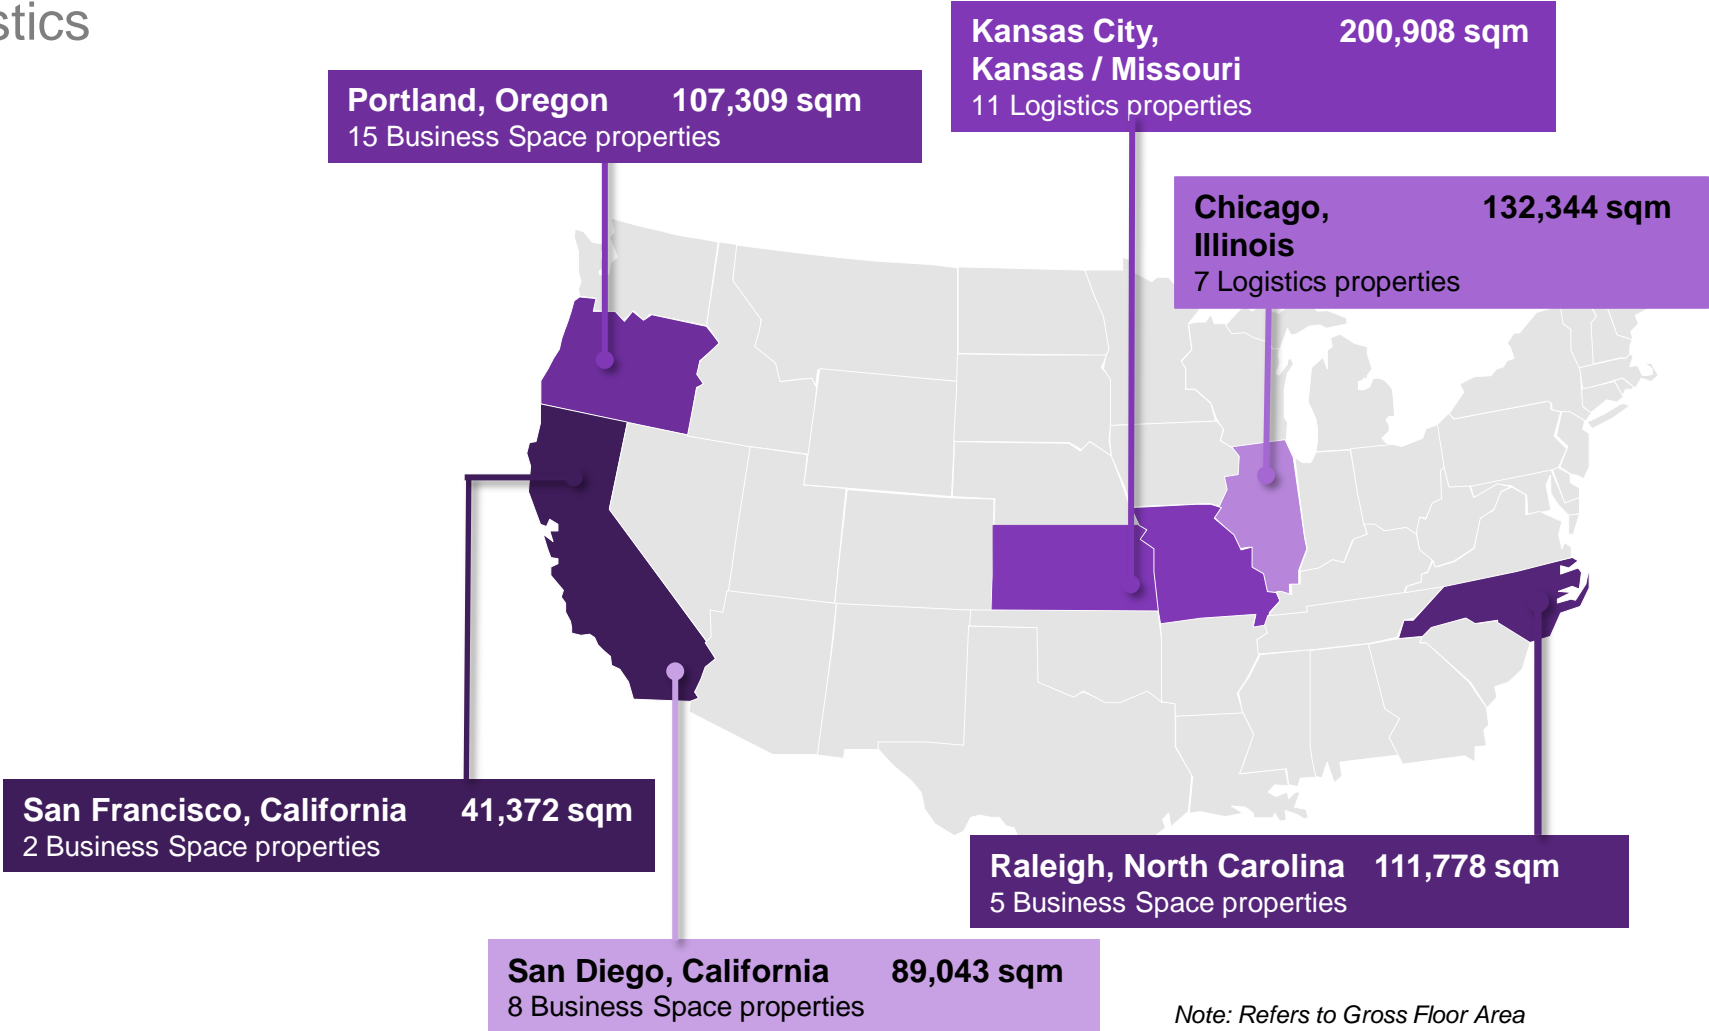 Kansas City, 200,908 sqm
Kansas / Missouri
11 Logistics properties
Portland, Oregon 107,309 sqm
15 Business Space properties
Chicago, 132,344 sqm
Illinois
7 Logistics properties
San Francisco, California 41,372 sqm
2 Business Space properties
Raleigh, North Carolina 111,778 sqm
5 Business Space properties
San Diego, California 89,043 sqm
8 Business Space properties
Note: Refers to Gross Floor Area